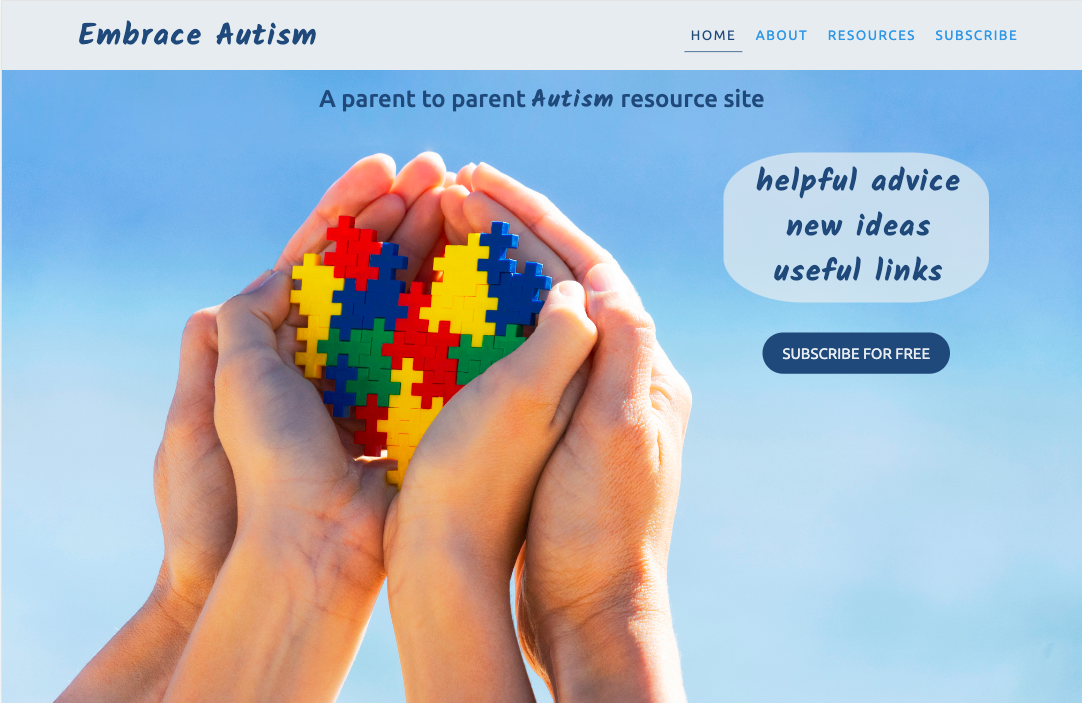 Embrace Autism
HOME ABOUT RESOURCES SUBSCRIBE
A parent to parent Autism resource site
helpful advice
new ideas
useful links
SUBSCRIBE FOR FREE